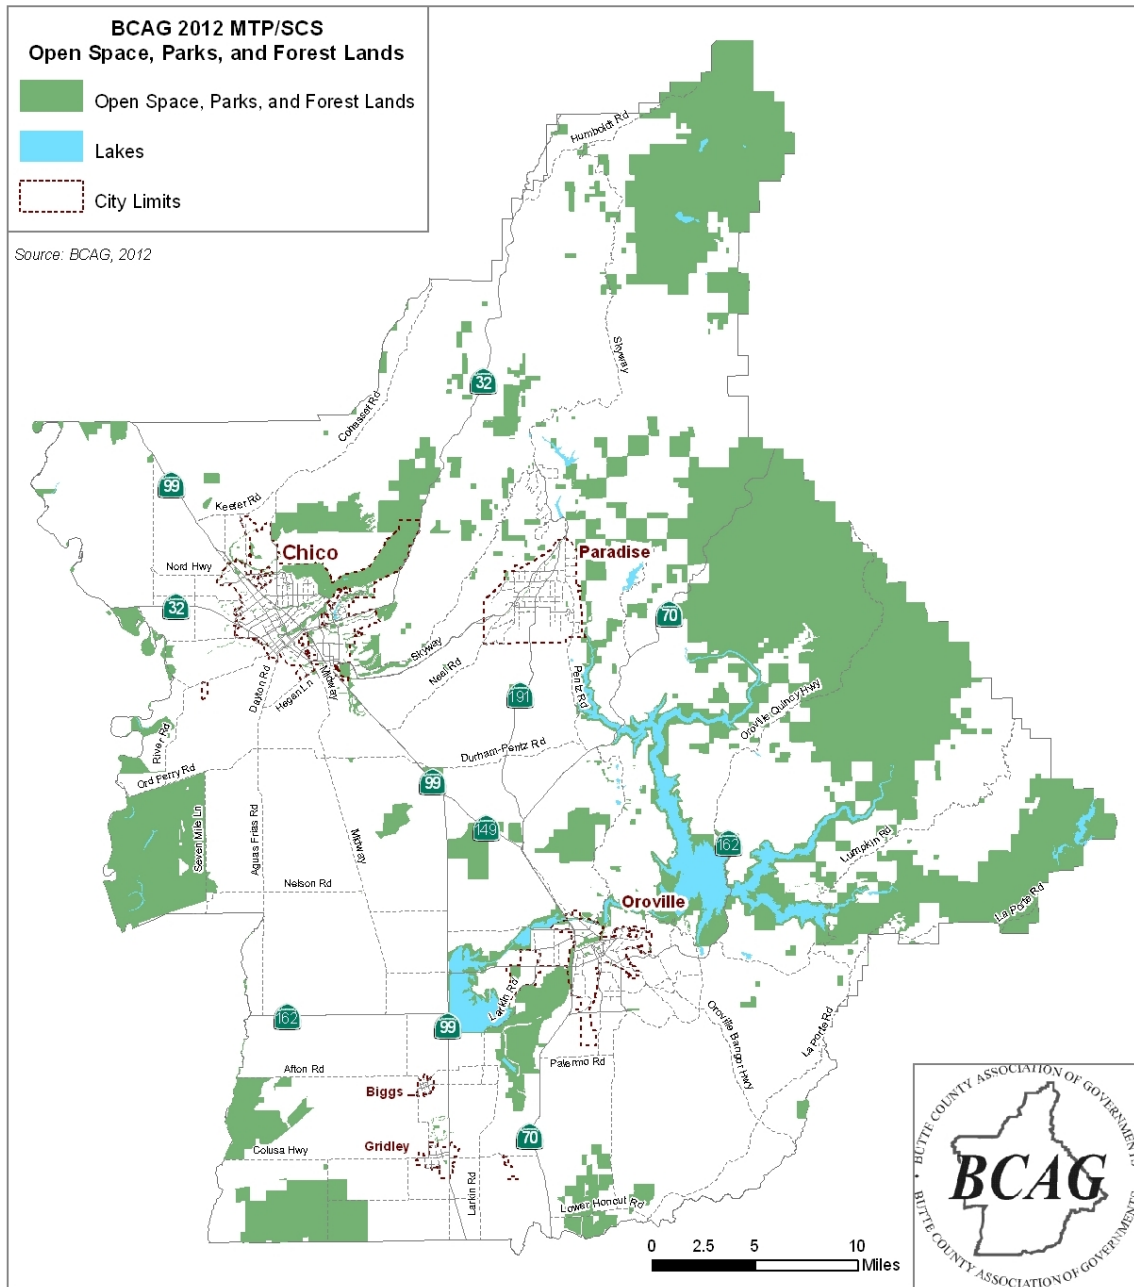 BCAG 2012 MTP/SCS
Open Space, Parks, and Forest Lands
Open Space, Parks, and Forest Lands
Lakes
City Limits
Source: BCAG, 2012
Humboldt Rd
Skyway
32
Cohasset Rd
99
Keefer Rd
Chico
Paradise
Nord Hwy
32
70
Skyway
Neal Rd
Dayton Rd
Hegan Ln
Midway
Pentz Rd
191
Oroville Quincy Hwy
River Rd
Durham-Pentz Rd
Ord Ferry Rd
99
Seven Mile Ln
Aguas Frias Rd
Midway
149
162
Lumpkin Rd
Nelson Rd
Oroville
La Porte Rd
Larkin Rd
162
99
Oroville Bangor Hwy
La Porte Rd
Afton Rd
Palermo Rd
Biggs
Gridley
70
Colusa Hwy
Larkin Rd
Lower Honcut Rd
0 2.5 5 10
Miles
BUTTE COUNTY ASSOCIATION OF GOVERNMENTS
BCAG
BUTTE COUNTY ASSOCIATION OF GOVERNMENTS